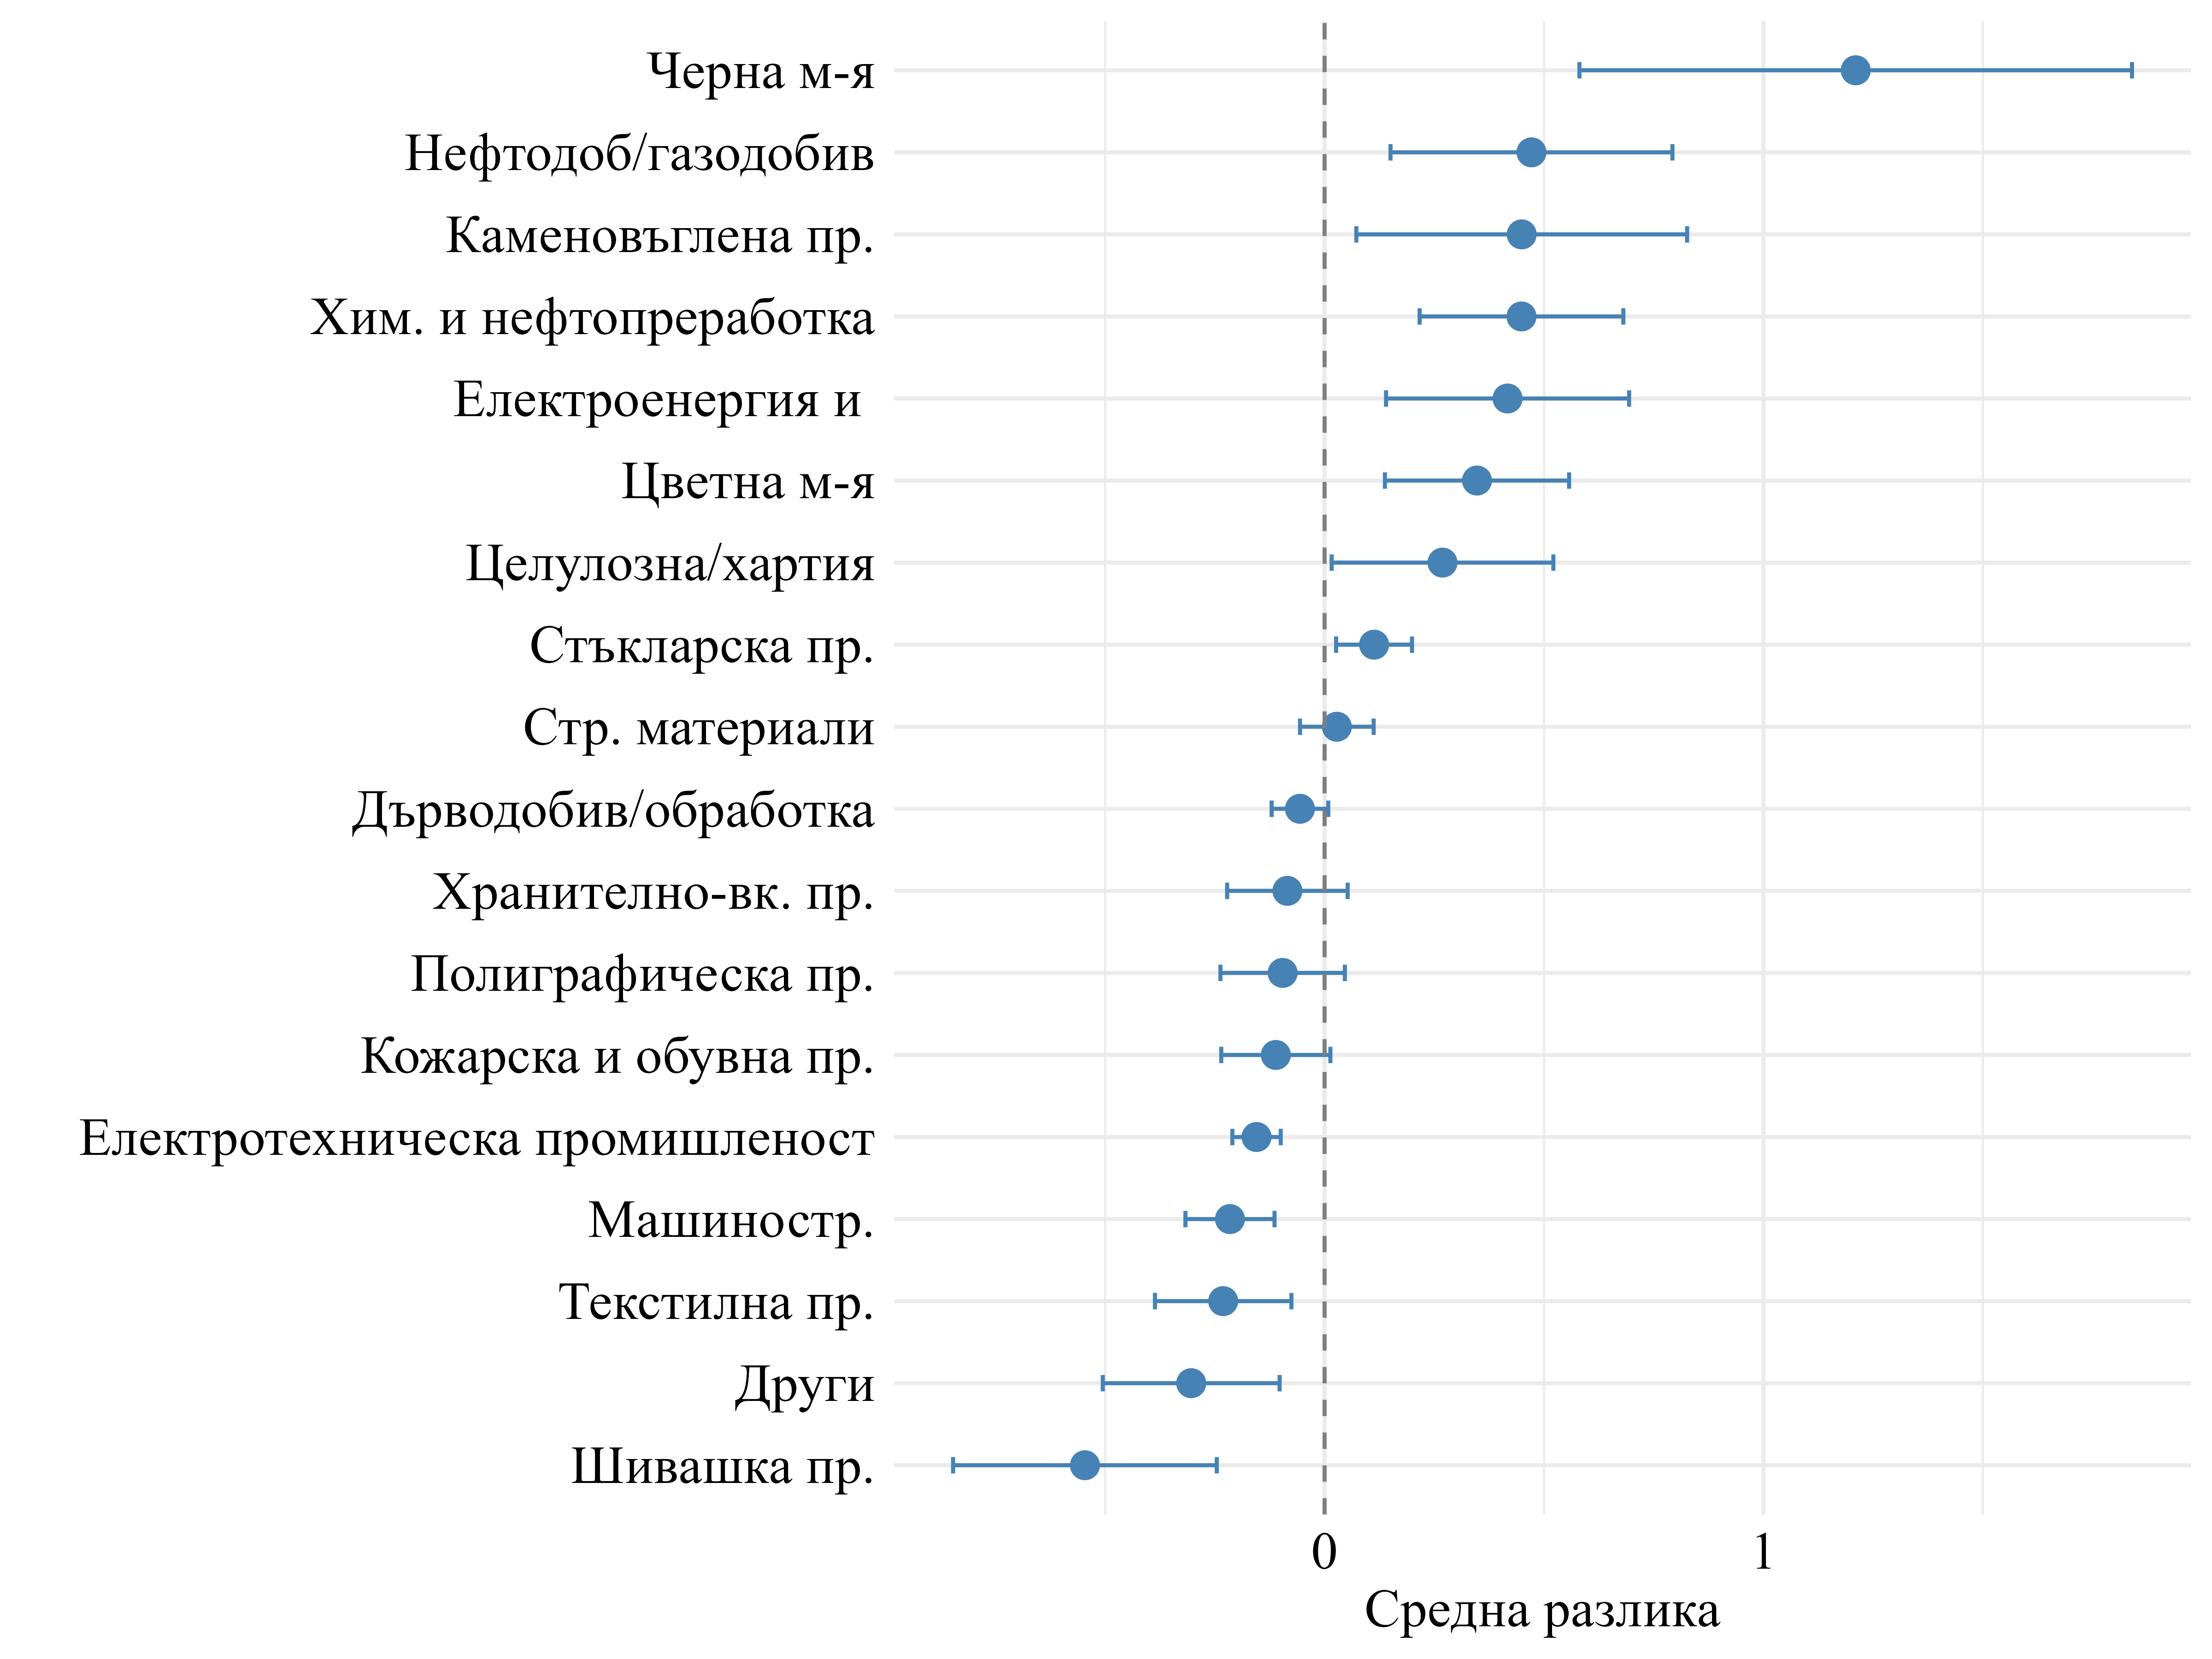 Черна м-я
Нефтодоб/газодобив
Каменовъглена пр.
Хим. и нефтопреработка
Електроенергия и
Цветна м-я
Целулозна/хартия
Стъкларска пр.
Стр. материали
Дърводобив/обработка
Хранително-вк. пр.
Полиграфическа пр.
Кожарска и обувна пр.
Електротехническа промишленост
Машиностр.
Текстилна пр.
Други
Шивашка пр.
0 1
Средна разлика